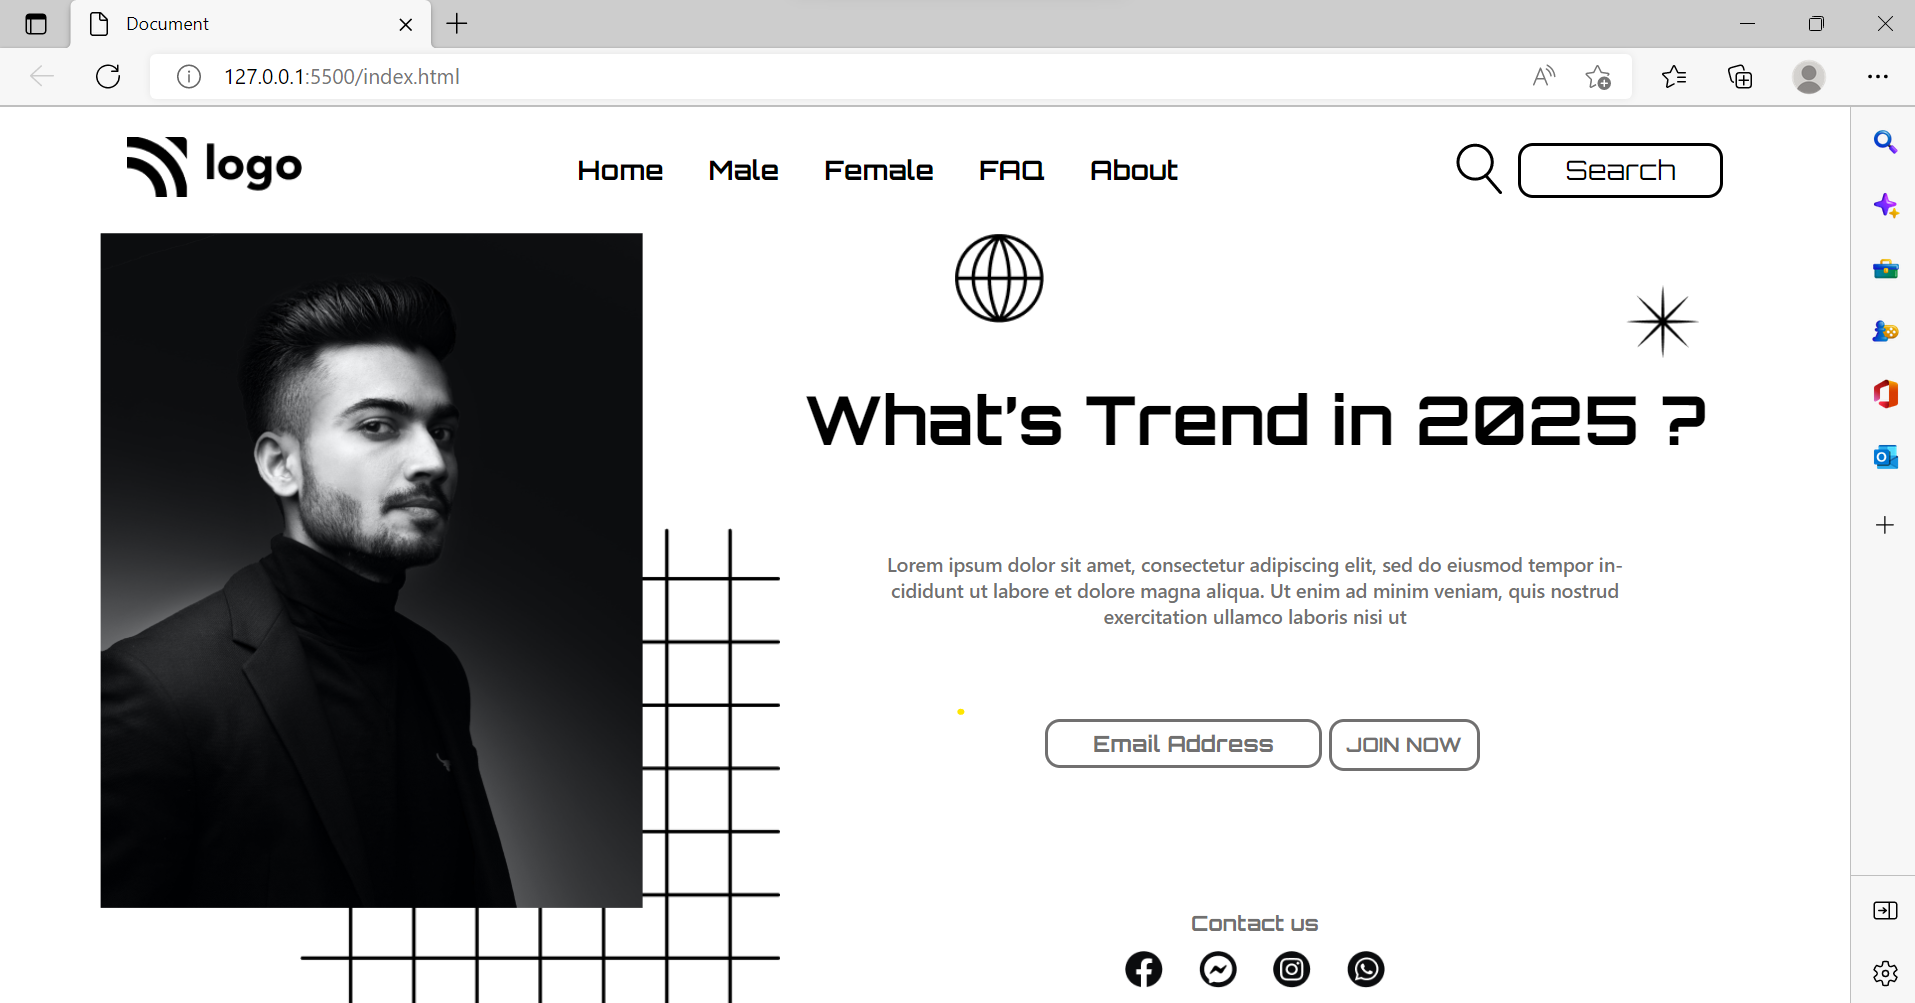 Document
127.0.0.1:5500/index.html
logo
Home Male Female FAQ About
Search
What's Trend in 2025 ?
Lorem ipsum dolor sit amet, consectetur adipiscing elit, sed do eiusmod tempor in-
cididunt ut labore et dolore magna aliqua. Ut enim ad minim veniam, quis nostrud
exercitation ullamco laboris nisi ut
Email Address JOIN NOW
Contact us